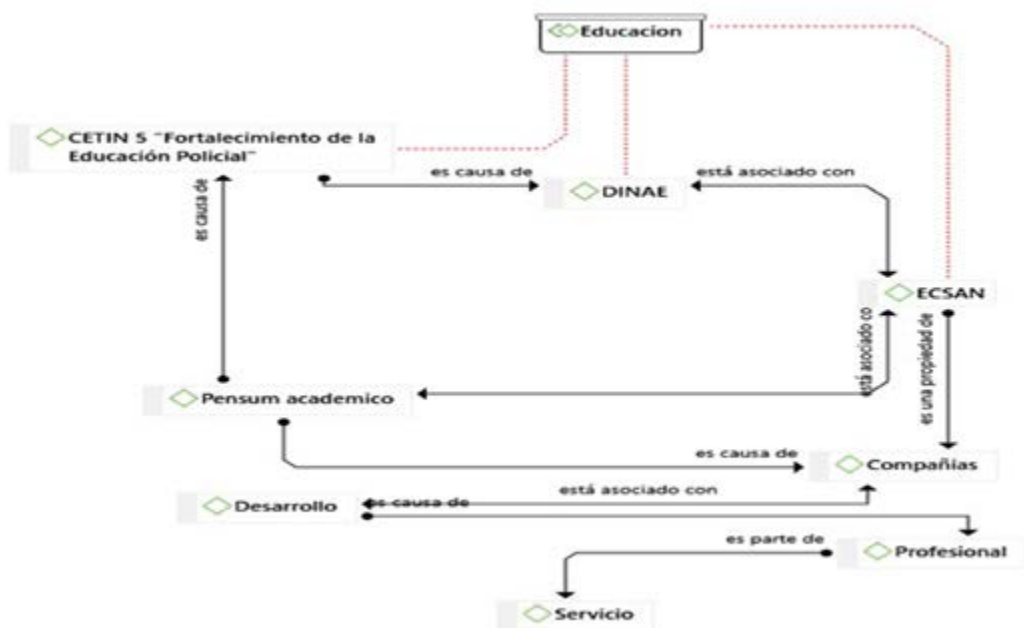 Educacion
CETIN 5 "Fortalecimiento de la
Educación Policial"
es causa de
está asociado con
DINAE
es causa de
ECSAN
está asociado co
es una propiedad de
Pensum academico
es causa de
Compañias
está asociado con
Desarrollo
es causa de
es parte de
Profesional
Servicio